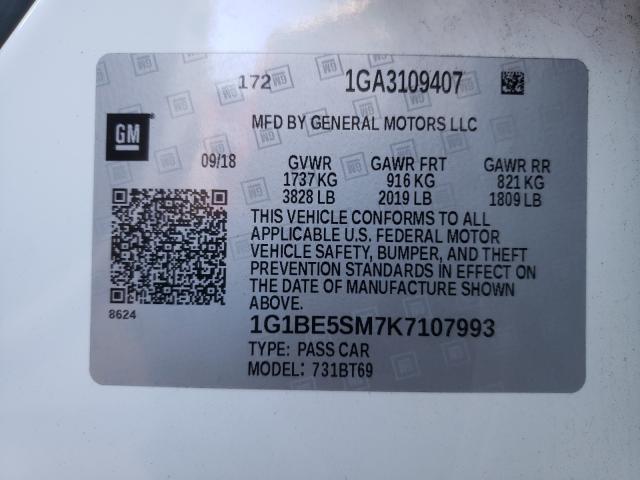 172 1GA3109407
GM
MFD BY GENERAL MOTORS LLC
09/18 GVWR GAWR FRT GAWR RR
1737 KG 916 KG 821 KG
3828 LB 2019 LB 1809 LB
THIS VEHICLE CONFORMS TO ALL
APPLICABLE U.S. FEDERAL MOTOR
VEHICLE SAFETY, BUMPER, AND THEFT
PREVENTION STANDARDS IN EFFECT ON
THE DATE OF MANUFACTURE SHOWN
ABOVE.
8624
1G1BE5SM7K7107993
TYPE: PASS CAR
MODEL: 731BT69